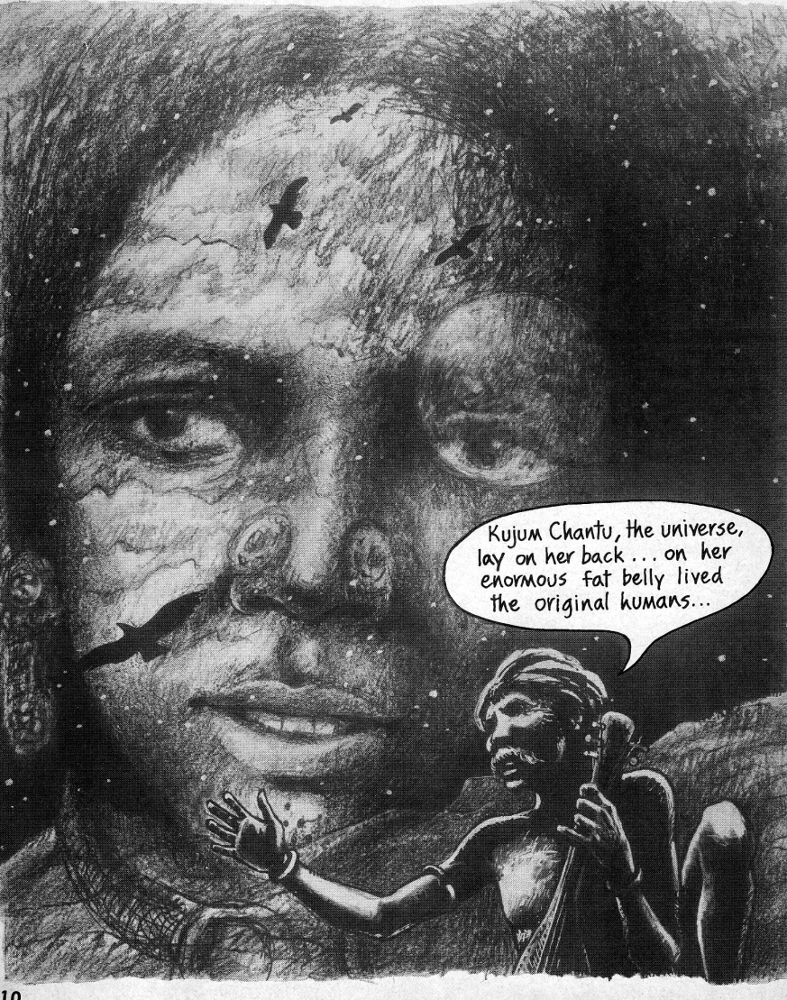 Kujum Chantu, the universe,
lay on her back ... on her
enormous fat belly lived
the original humans...
10